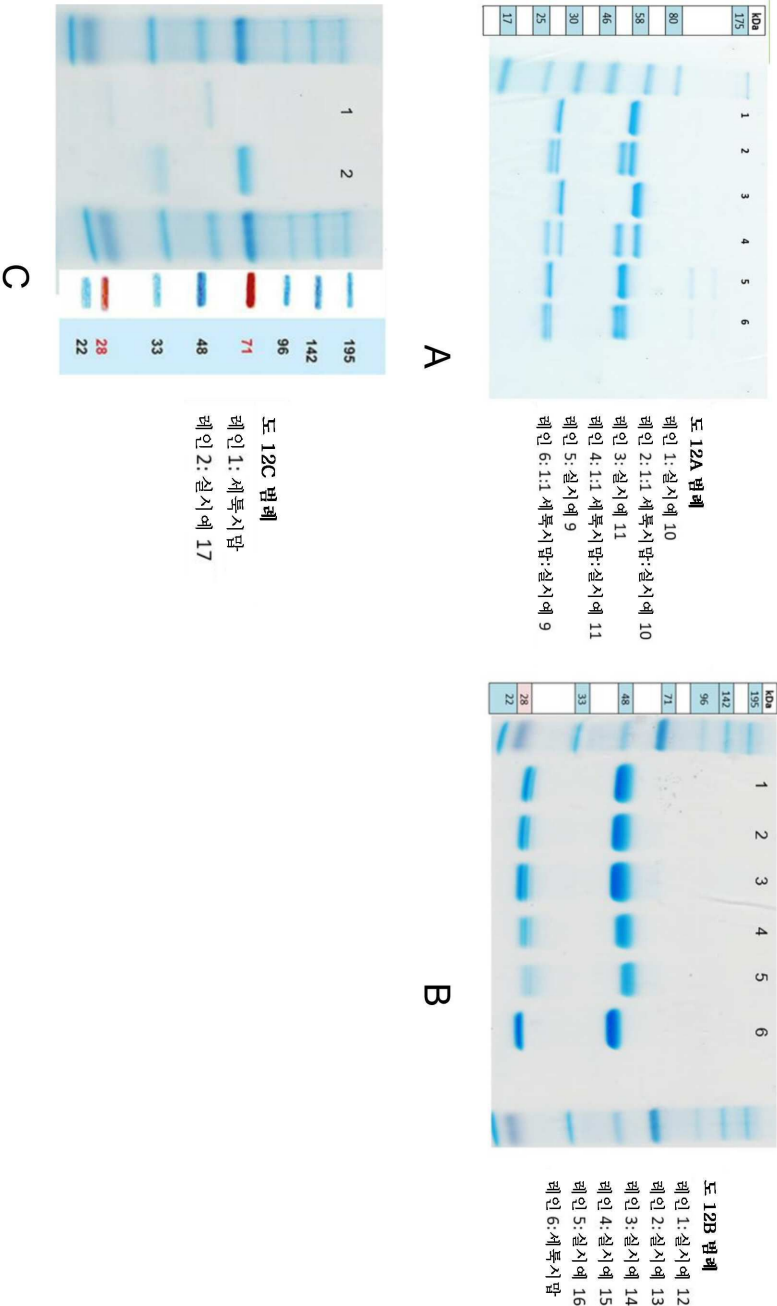 kDa
175
80
58
46
30
25
17
1 2 3 4 5 6
도 12A 범례
레인 1: 실시예 10
레인 2: 1:1 세툭시맙:실시예 10
레인 3: 실시예 11
레인 4: 1:1 세툭시맙:실시예 11
레인 5: 실시예 9
레인 6: 1:1 세툭시맙:실시예 9
A
kDa
195
142
96
71
48
33
28
22
1 2 3 4 5 6
도 12B 범례
레인 1: 실시예 12
레인 2: 실시예 13
레인 3: 실시예 14
레인 4: 실시예 15
레인 5: 실시예 16
레인 6: 세툭시맙
B
1 2
195
142
96
71
48
33
28
22
도 12C 범례
레인 1: 세툭시맙
레인 2: 실시예 17
C